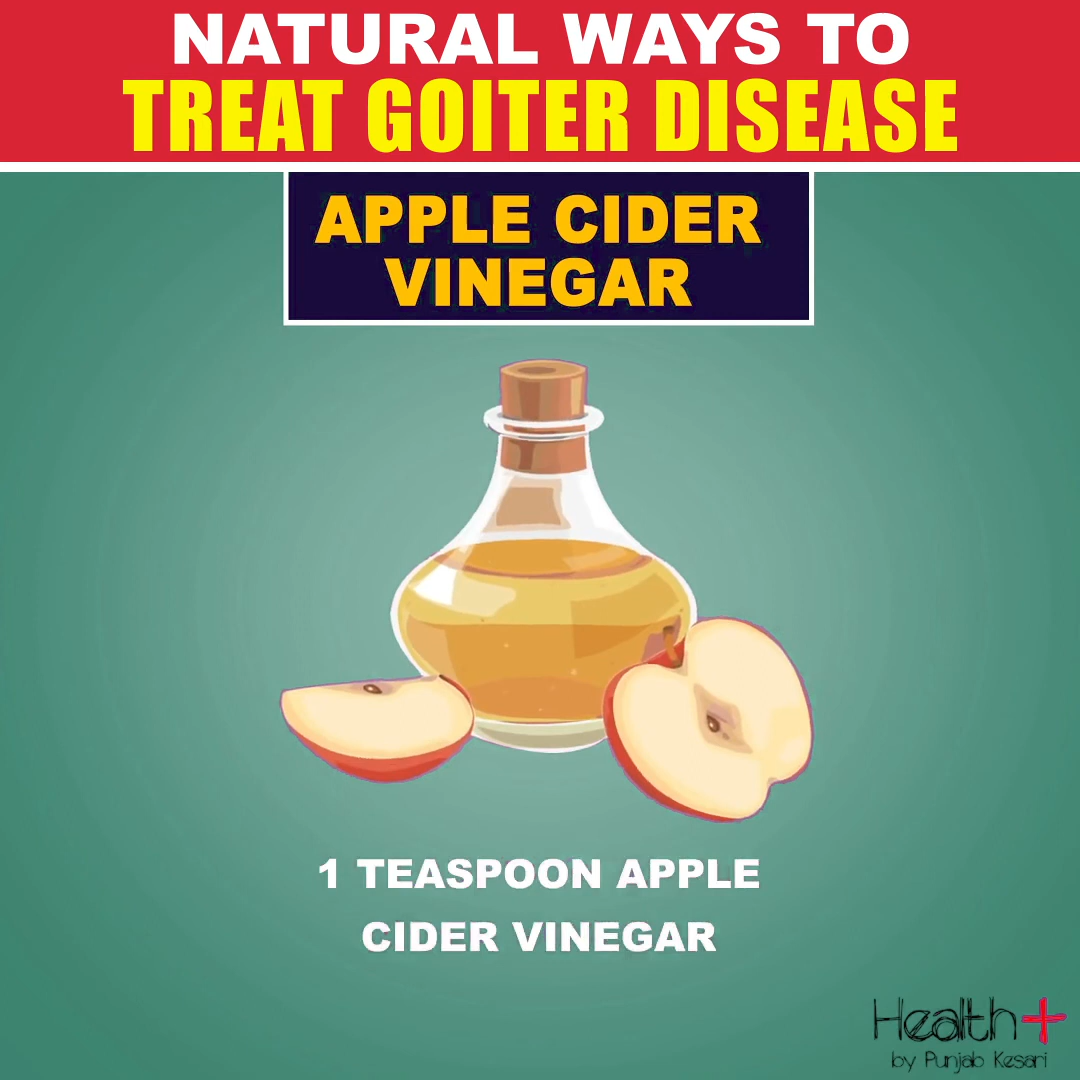 NATURAL WAYS TO
TREAT GOITER DISEASE
APPLE CIDER
VINEGAR
1 TEASPOON APPLE
CIDER VINEGAR
Health+
by Punjab Kesari